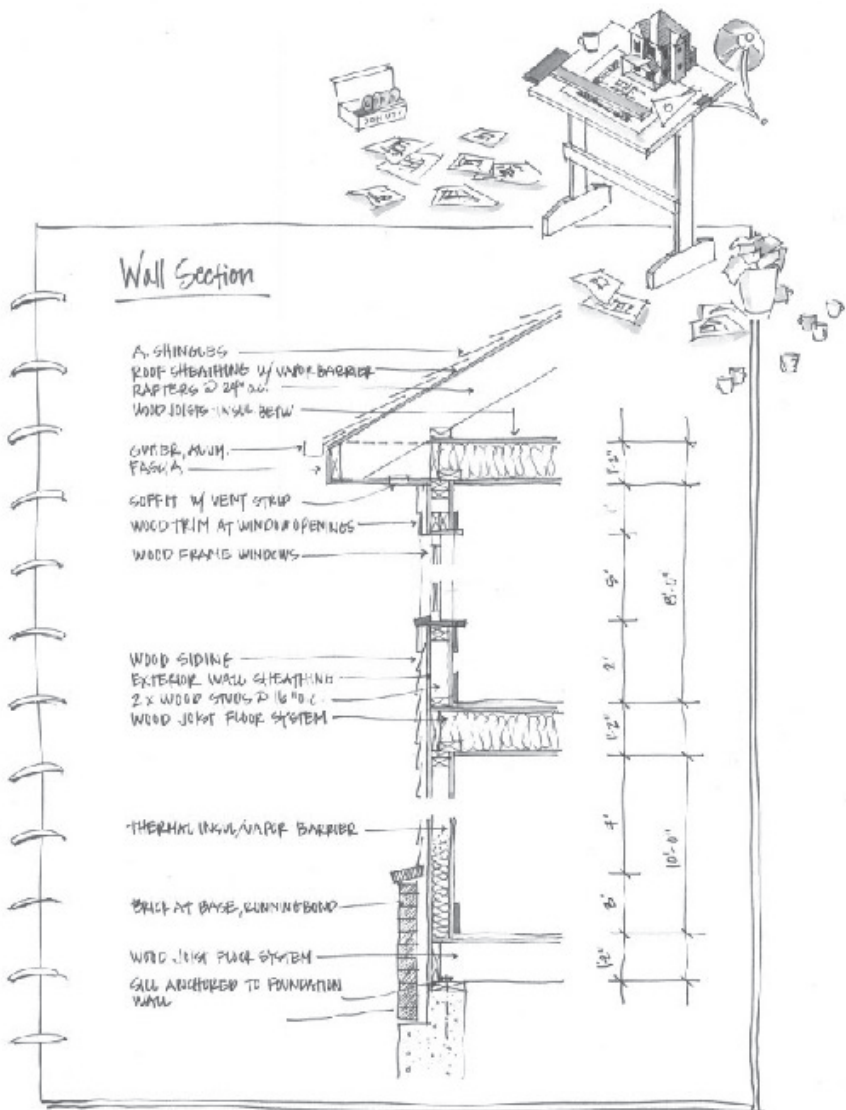 DONUTS
Wall Section
A. SHINGLES
ROOF SHEATHING W/ VAPOR BARRIER
RAFTERS @ 24" O.C.
WOOD JOISTS - INSUL BETW
GUTTER, ALUM.
FASCIA
SOFFIT W/ VENT STRIP
WOOD TRIM AT WINDOW OPENINGS
WOOD FRAME WINDOWS
WOOD SIDING
EXTERIOR WALL SHEATHING
2 x WOOD STUDS @ 16" O.C.
WOOD JOIST FLOOR SYSTEM
THERMAL INSUL/VAPOR BARRIER
BRICK AT BASE, RUNNING BOND
WOOD JOIST FLOOR SYSTEM
SILL ANCHORED TO FOUNDATION
WALL
1'-2"
1'
5'
8'-0"
2'
1'-2"
10'-0"
3'
1'-2"